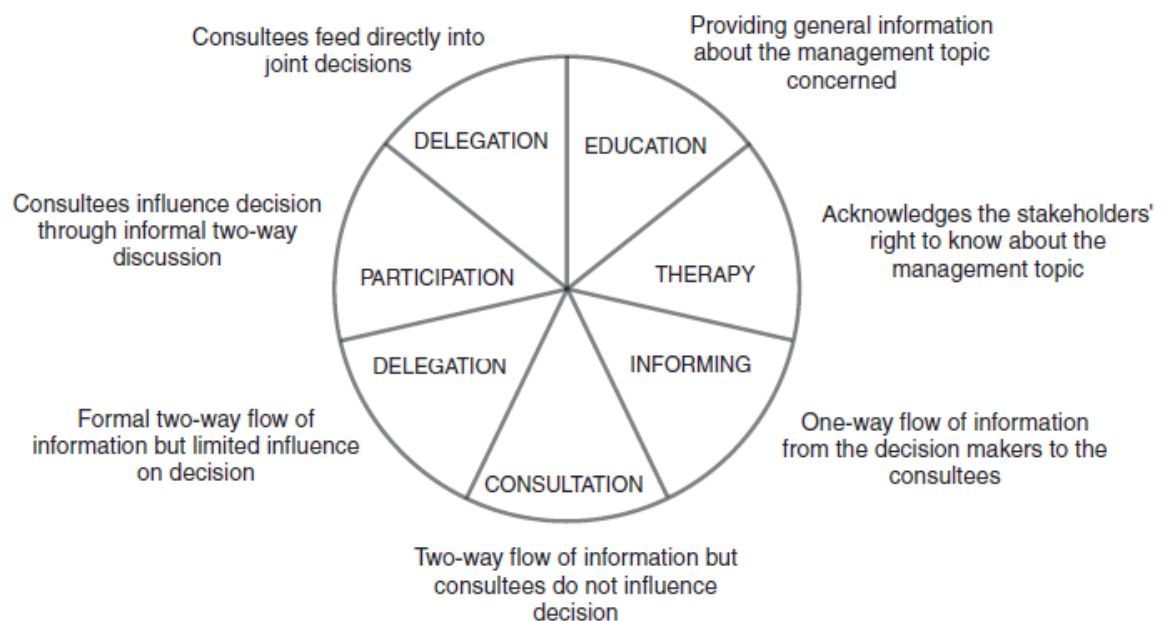 Providing general information
about the management topic
concerned
EDUCATION
Acknowledges the stakeholders'
right to know about the
management topic
THERAPY
One-way flow of information
from the decision makers to the
consultees
INFORMING
CONSULTATION
Two-way flow of information but
consultees do not influence
decision
DELEGATION
Formal two-way flow of
information but limited influence
on decision
PARTICIPATION
Consultees influence decision
through informal two-way
discussion
DELEGATION
Consultees feed directly into
joint decisions